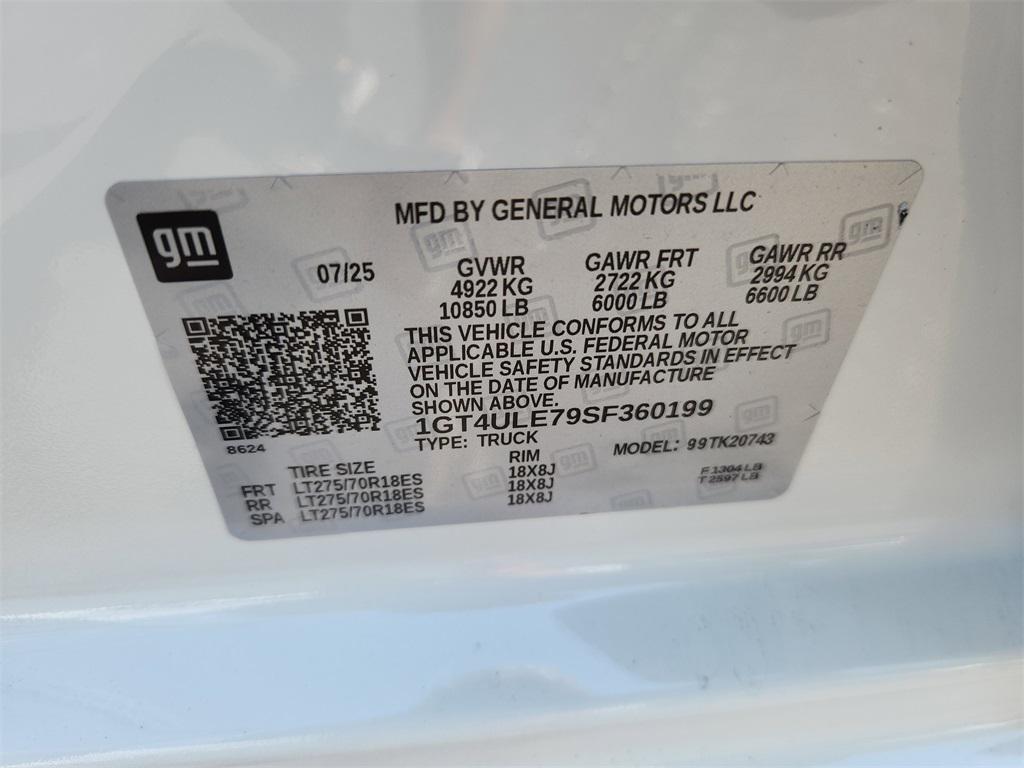 gm
MFD BY GENERAL MOTORS LLC
07/25
GVWR
4922 KG
10850 LB
GAWR FRT
2722 KG
6000 LB
GAWR RR
2994 KG
6600 LB
THIS VEHICLE CONFORMS TO ALL
APPLICABLE U.S. FEDERAL MOTOR
VEHICLE SAFETY STANDARDS IN EFFECT
ON THE DATE OF MANUFACTURE
SHOWN ABOVE.
1GT4ULE79SF360199
TYPE: TRUCK
MODEL: 99TK20743
8624
TIRE SIZE RIM
FRT LT275/70R18ES 18X8J
RR LT275/70R18ES 18X8J
SPA LT275/70R18ES 18X8J
F 1304 LB
T 2597 LB